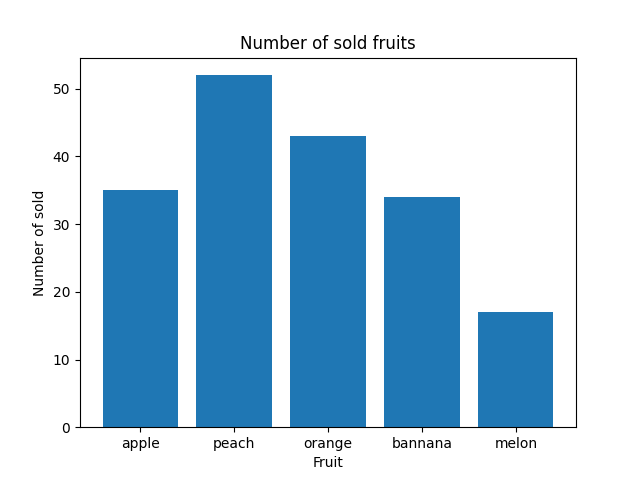 Number of sold fruits
Number of sold
50
40
30
20
10
0
apple peach orange bannana melon
Fruit